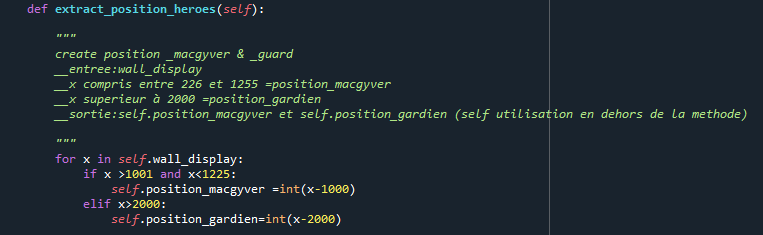 def extract_position_heroes(self):
"""
create position _macgyver & _guard
__entree:wall_display
__x compris entre 226 et 1255 =position_macgyver
__x superieur à 2000 =position_gardien
__sortie:self.position_macgyver et self.position_gardien (self utilisation en dehors de la methode)
"""
for x in self.wall_display:
if x >1001 and x<1225:
self.position_macgyver =int(x-1000)
elif x>2000:
self.position_gardien=int(x-2000)